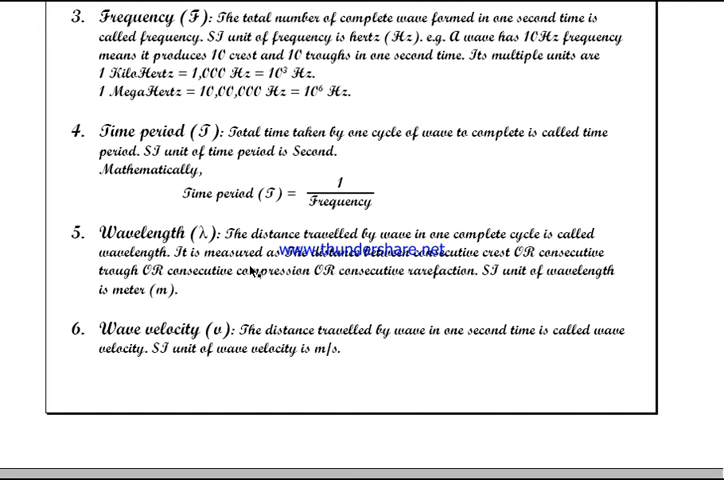 3. Frequency (F): The total number of complete wave formed in one second time is
called frequency. SI unit of frequency is hertz (Hz). e.g. A wave has 10Hz frequency
means it produces 10 crest and 10 troughs in one second time. Its multiple units are
1 KiloHertz = 1,000 Hz = 10³ Hz.
1 MegaHertz = 10,00,000 Hz = 10⁶ Hz.
4. Time period (T): Total time taken by one cycle of wave to complete is called time
period. SI unit of time period is Second.
Mathematically,
Time period (T) = 1
Frequency
5. Wavelength (λ): The distance travelled by wave in one complete cycle is called
wavelength. It is measured as The distance between consecutive crest OR consecutive
www.thundershare.net
trough OR consecutive compression OR consecutive rarefaction. SI unit of wavelength
is meter (m).
6. Wave velocity (v): The distance travelled by wave in one second time is called wave
velocity. SI unit of wave velocity is m/s.